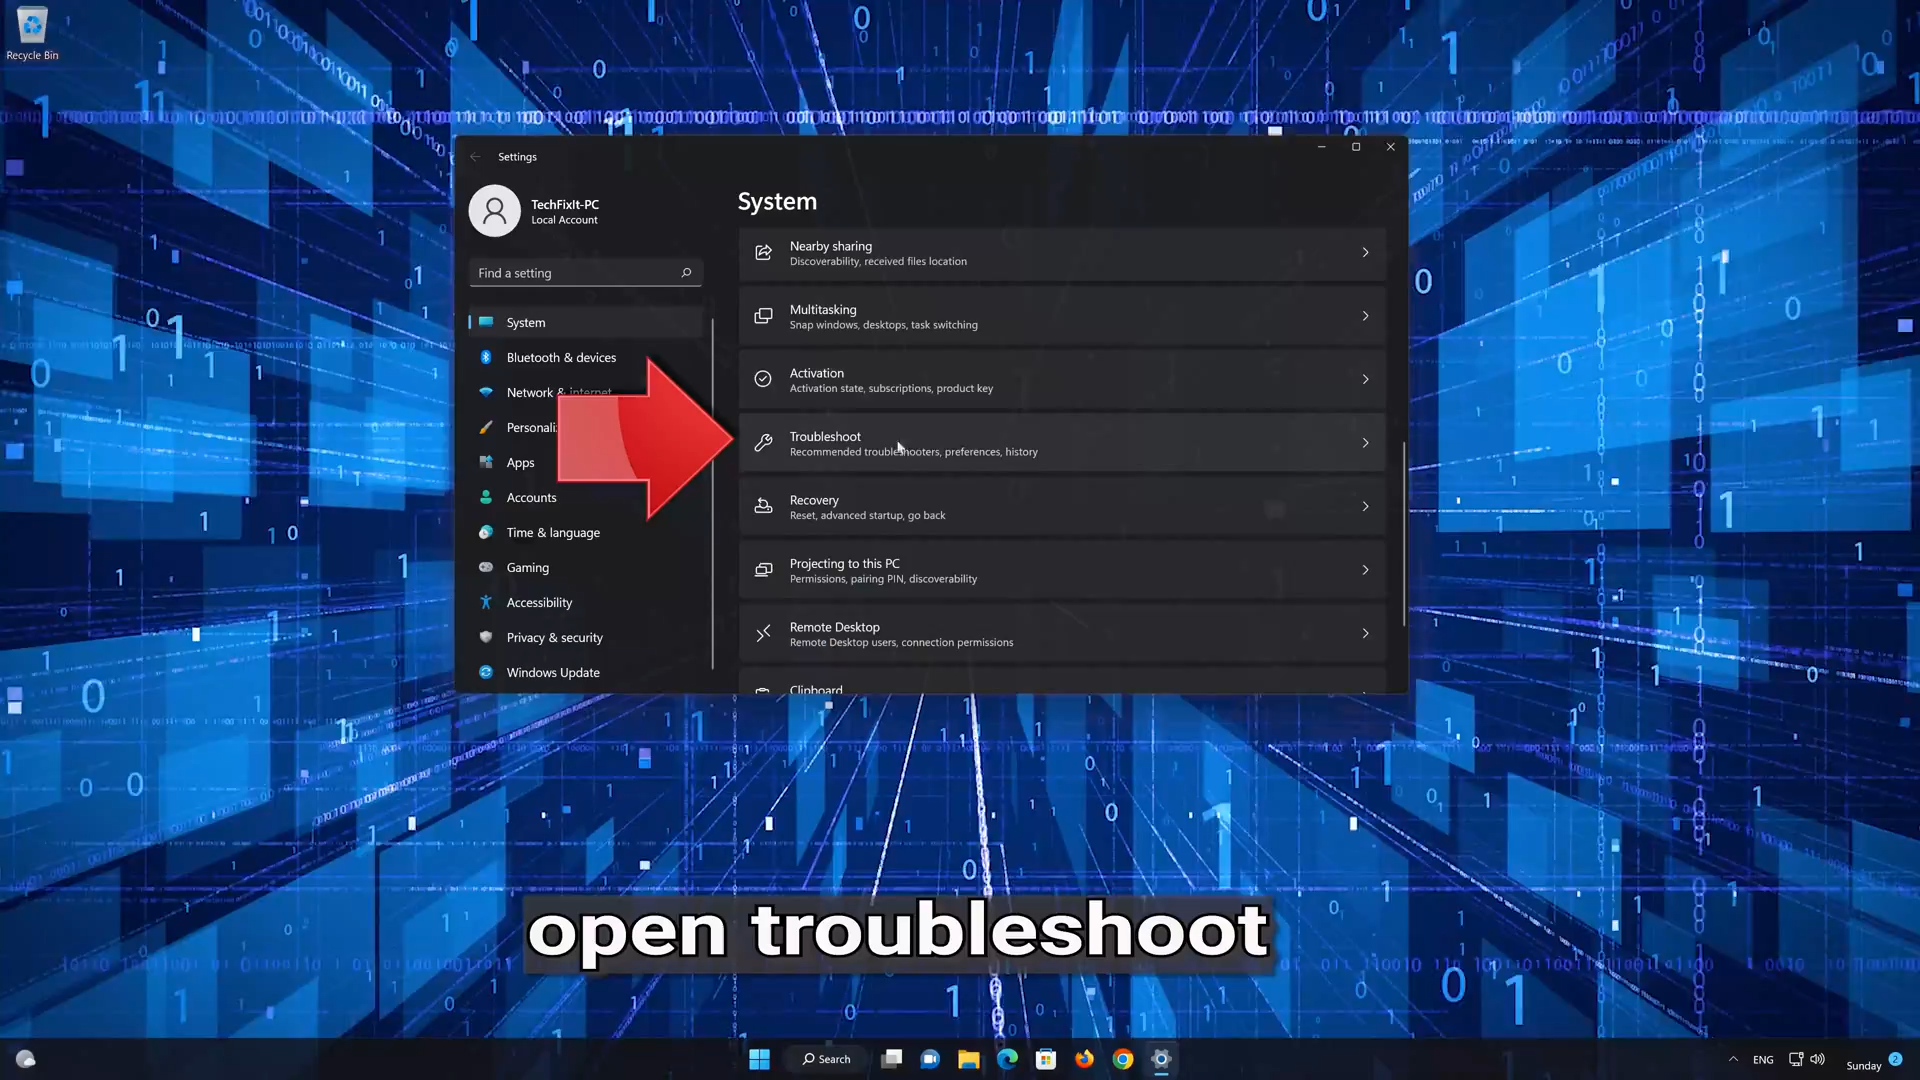 Recycle Bin
Settings
TechFixIt-PC
Local Account
Find a setting
System
Bluetooth & devices
Network & internet
Personali
Apps
Accounts
Time & language
Gaming
Accessibility
Privacy & security
Windows Update
System
Nearby sharing
Discoverability, received files location
Multitasking
Snap windows, desktops, task switching
Activation
Activation state, subscriptions, product key
Troubleshoot
Recommended troubleshooters, preferences, history
Recovery
Reset, advanced startup, go back
Projecting to this PC
Permissions, pairing PIN, discoverability
Remote Desktop
Remote Desktop users, connection permissions
Clipboard
open troubleshoot
Search
ENG
Sunday
2